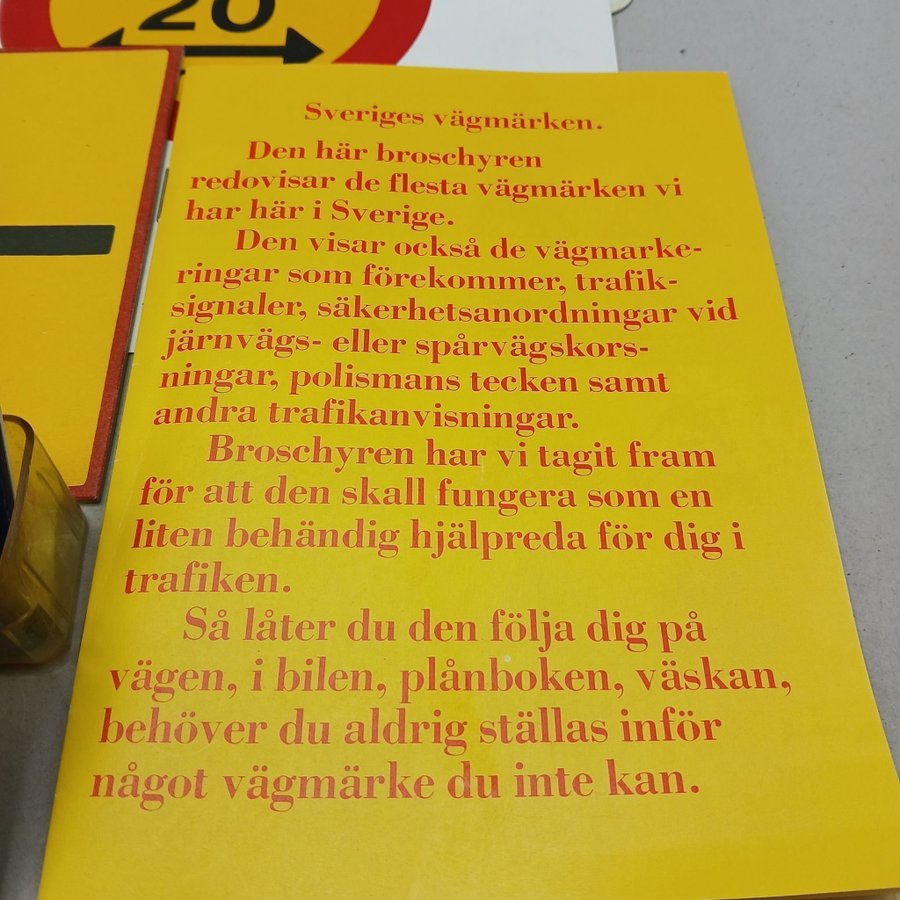 20
Sveriges vägmärken.
Den här broschyren
redovisar de flesta vägmärken vi
har här i Sverige.
Den visar också de vägmarke-
ringar som förekommer, trafik-
signaler, säkerhetsanordningar vid
järnvägs- eller spårvägskors-
ningar, polismans tecken samt
andra trafikanvisningar.
Broschyren har vi tagit fram
för att den skall fungera som en
liten behändig hjälpreda för dig i
trafiken.
Så låter du den följa dig på
vägen, i bilen, plånboken, väskan,
behöver du aldrig ställas inför
något vägmärke du inte kan.